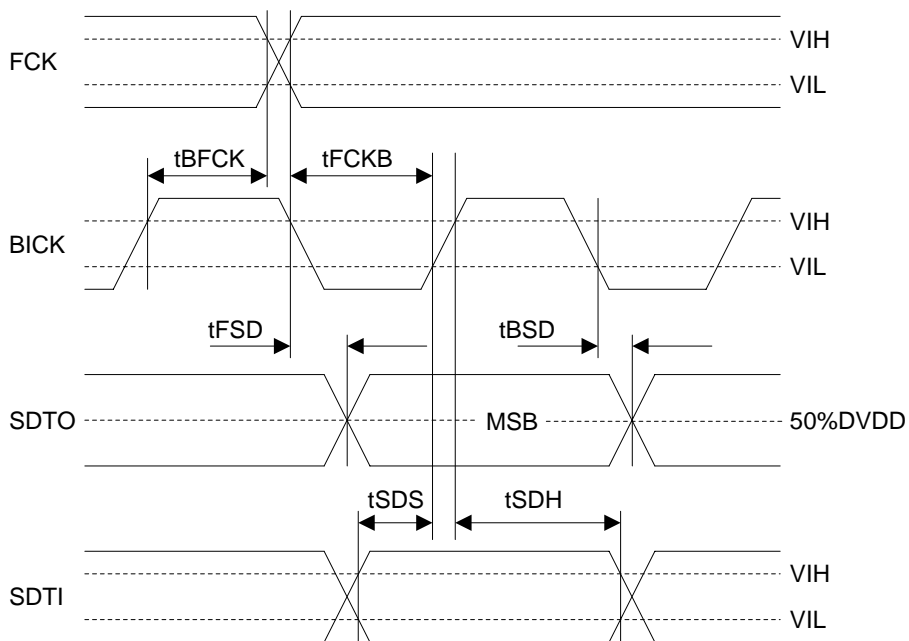 FCK
VIH
VIL
tBFCK
tFCKB
BICK
VIH
VIL
tFSD
tBSD
SDTO
MSB
50%DVDD
tSDS
tSDH
SDTI
VIH
VIL